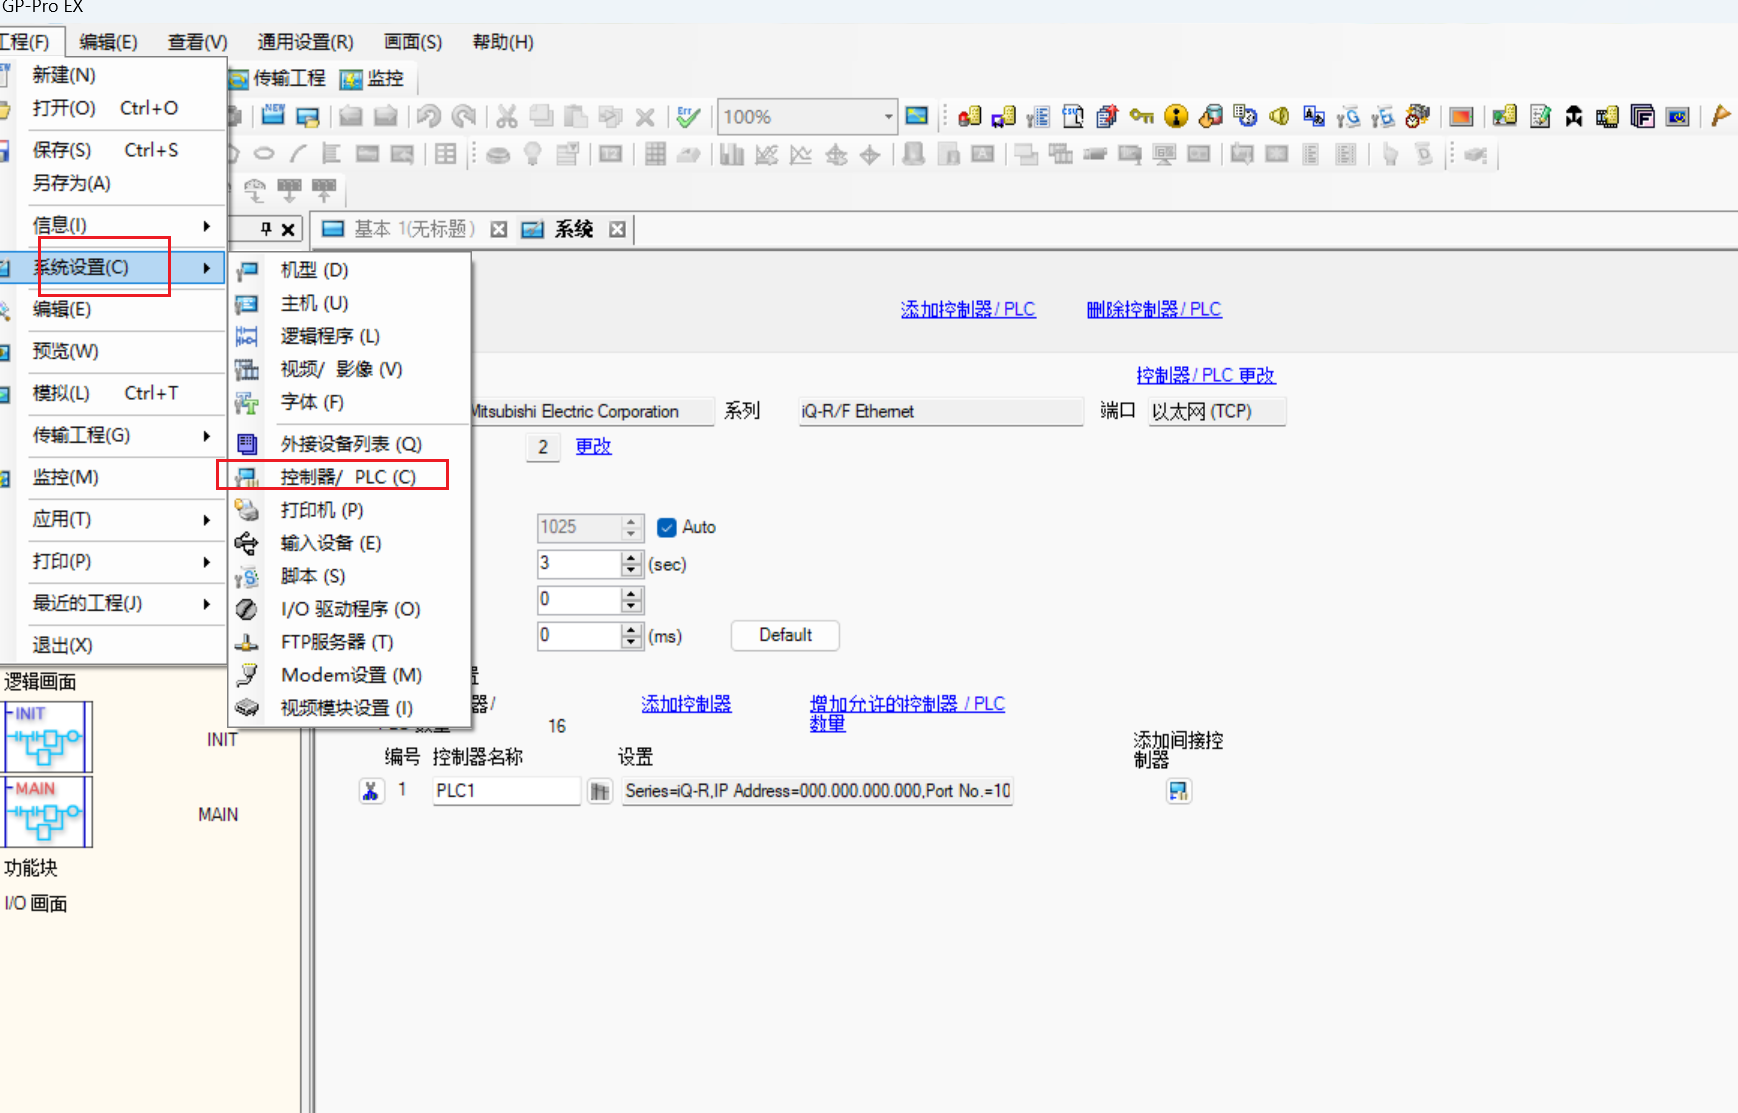 GP-Pro EX
工程(F) 编辑(E) 查看(V) 通用设置(R) 画面(S) 帮助(H)
新建(N)
传输工程 监控
打开(O) Ctrl+O
100%
保存(S) Ctrl+S
另存为(A)
信息(I)
基本 1(无标题) 系统
系统设置(C)
机型 (D)
主机 (U)
添加控制器/ PLC 删除控制器/ PLC
编辑(E)
逻辑程序 (L)
预览(W)
视频/ 影像 (V)
控制器/ PLC 更改
模拟(L) Ctrl+T
字体 (F)
Mitsubishi Electric Corporation 系列 iQ-R/F Ethernet 端口 以太网 (TCP)
传输工程(G)
外接设备列表 (Q)
2 更改
监控(M)
控制器/ PLC (C)
打印机 (P)
应用(T)
1025 Auto
输入设备 (E)
打印(P)
3 (sec)
脚本 (S)
最近的工程(J)
0
I/O 驱动程序 (O)
退出(X)
FTP服务器 (T)
0 (ms) Default
Modem设置 (M)
逻辑画面
视频模块设置 (I)
器/ 添加控制器 增加允许的控制器 / PLC
数量
INIT
16
INIT
添加间接控
制器
编号 控制器名称 设置
MAIN
1 PLC1 Series=iQ-R,IP Address=000.000.000.000,Port No.=10
MAIN
功能块
I/O 画面